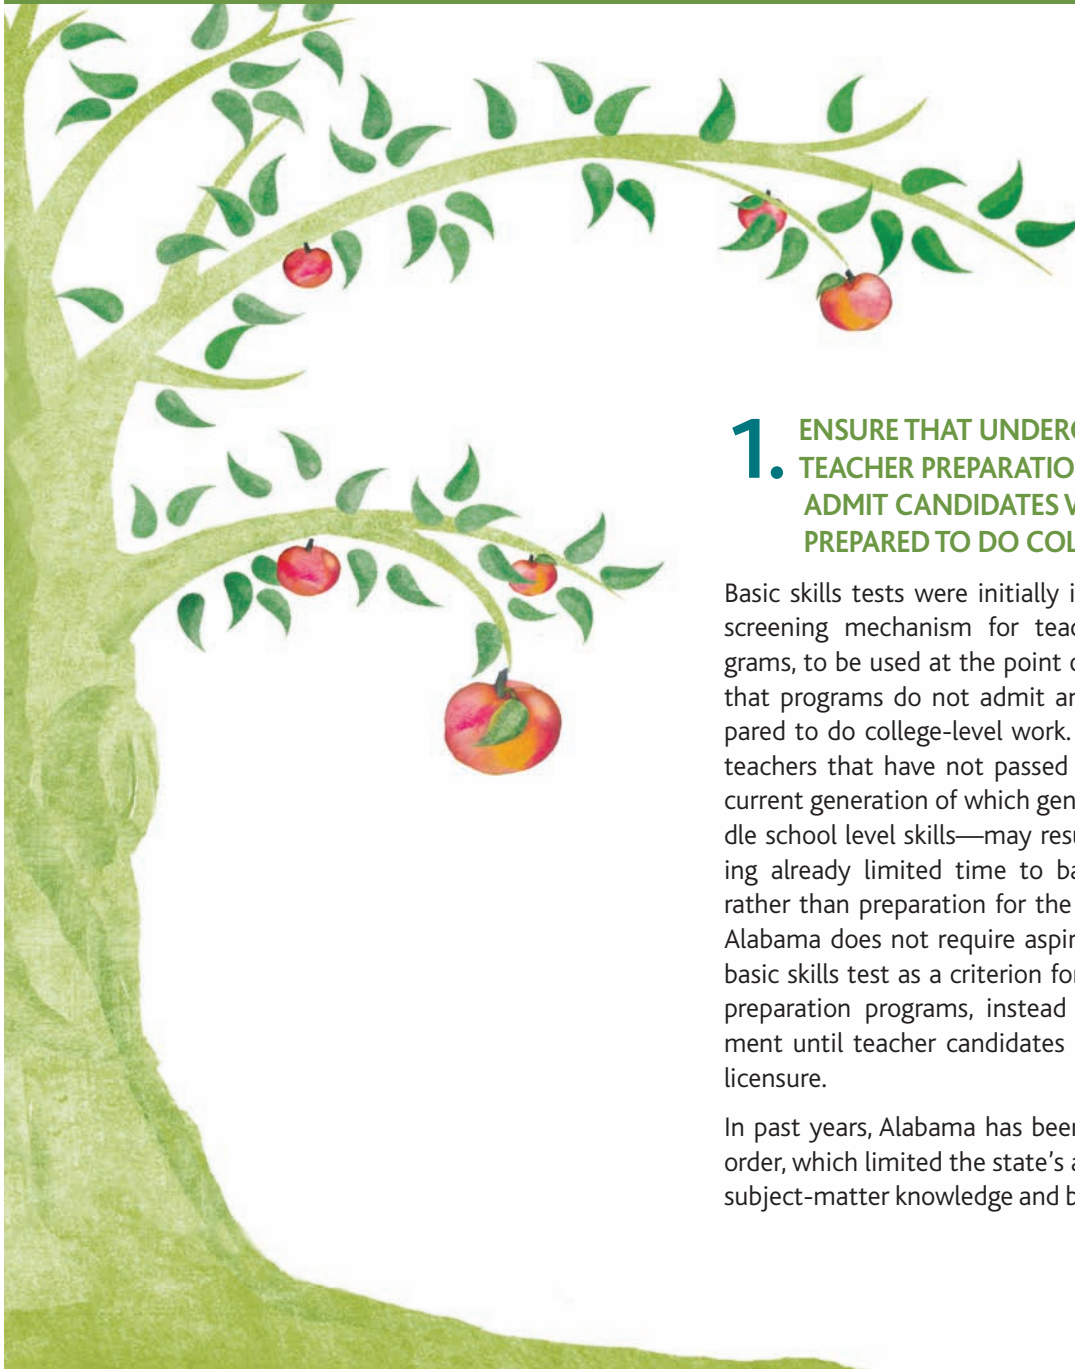 1. ENSURE THAT UNDERG
TEACHER PREPARATIO
ADMIT CANDIDATES
PREPARED TO DO COL
Basic skills tests were initially
screening mechanism for teac
grams, to be used at the point
that programs do not admit
pared to do college-level work.
teachers that have not passed
current generation of which gen
dle school level skills—may resu
ing already limited time to ba
rather than preparation for the
Alabama does not require aspir
basic skills test as a criterion for
preparation programs, instead
ment until teacher candidates
licensure.
In past years, Alabama has been
order, which limited the state's
subject-matter knowledge and